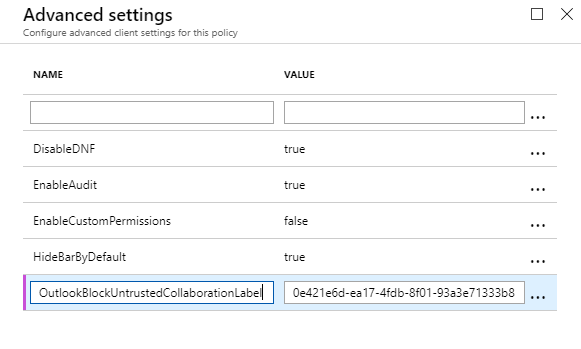 Advanced settings
Configure advanced client settings for this policy
NAME VALUE
...
DisableDNF true ...
EnableAudit true ...
EnableCustomPermissions false ...
HideBarByDefault true ...
OutlookBlockUntrustedCollaborationLabel 0e421e6d-ea17-4fdb-8f01-93a3e71333b8 ...